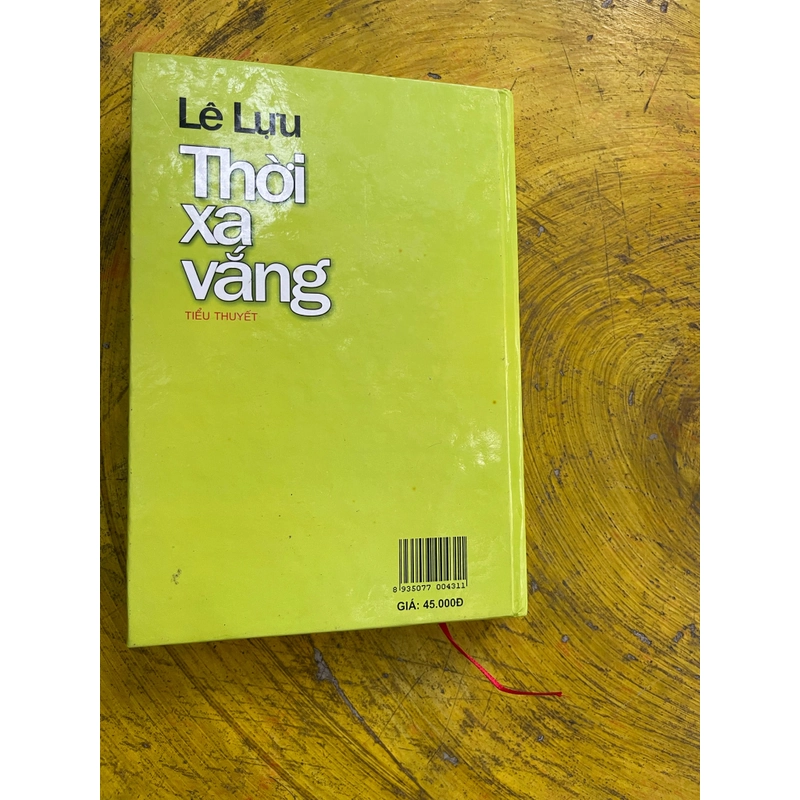 Lê Lựu
Thời
xa
vắng
TIỂU THUYẾT
8 935077 004311
GIÁ: 45.000Đ